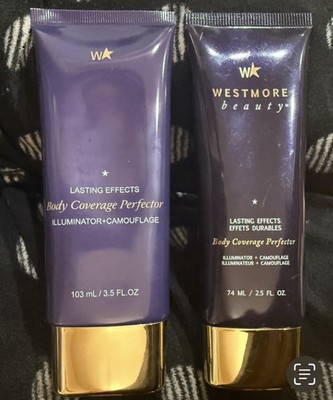 W
LASTING EFFECTS
Body Coverage Perfector
ILLUMINATOR+CAMOUFLAGE
103 mL / 3.5 FL.OZ
W
WESTMORE
beauty
LASTING EFFECTS
EFFETS DURABLES
Body Coverage Perfector
ILLUMINATOR + CAMOUFLAGE
ILLUMINATEUR + CAMOUFLAGE
74 ML / 2.5 FL. OZ.